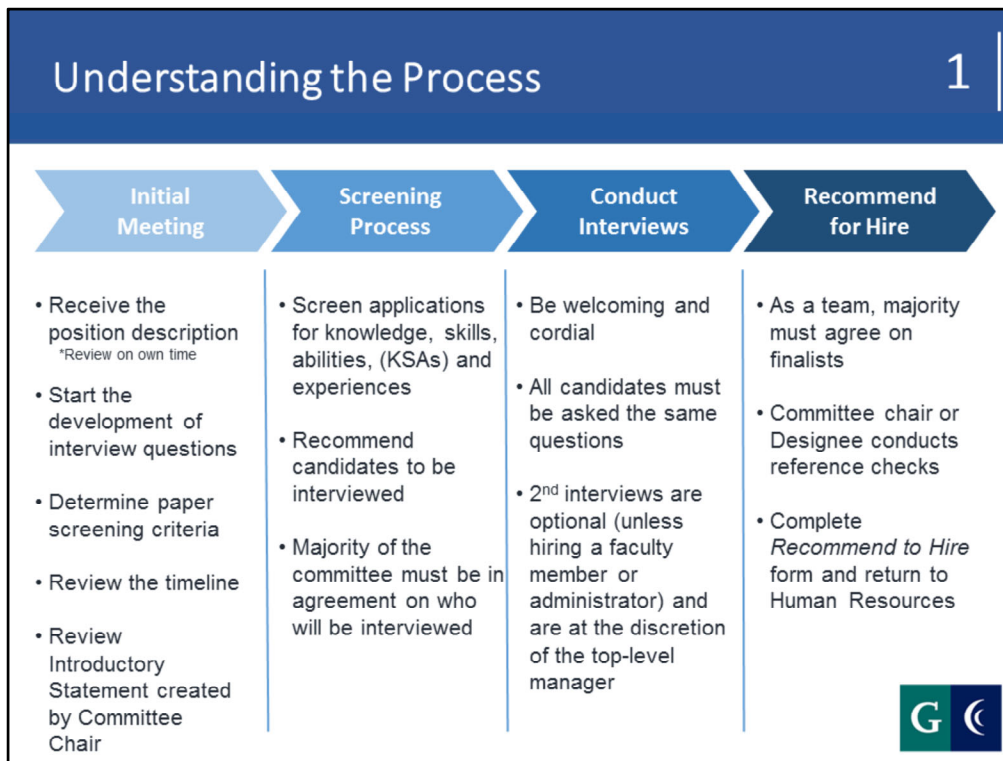 Understanding the Process
1
Initial
Meeting
Screening
Process
Conduct
Interviews
Recommend
for Hire
• Receive the
position description
*Review on own time
• Start the
development of
interview questions
• Determine paper
screening criteria
• Review the timeline
• Review
Introductory
Statement created
by Committee
Chair
• Screen applications
for knowledge, skills,
abilities, (KSAs) and
experiences
• Recommend
candidates to be
interviewed
• Majority of the
committee must be in
agreement on who
will be interviewed
• Be welcoming and
cordial
• All candidates must
be asked the same
questions
• 2nd interviews are
optional (unless
hiring a faculty
member or
administrator) and
are at the discretion
of the top-level
manager
• As a team, majority
must agree on
finalists
• Committee chair or
Designee conducts
reference checks
• Complete
Recommend to Hire
form and return to
Human Resources
G